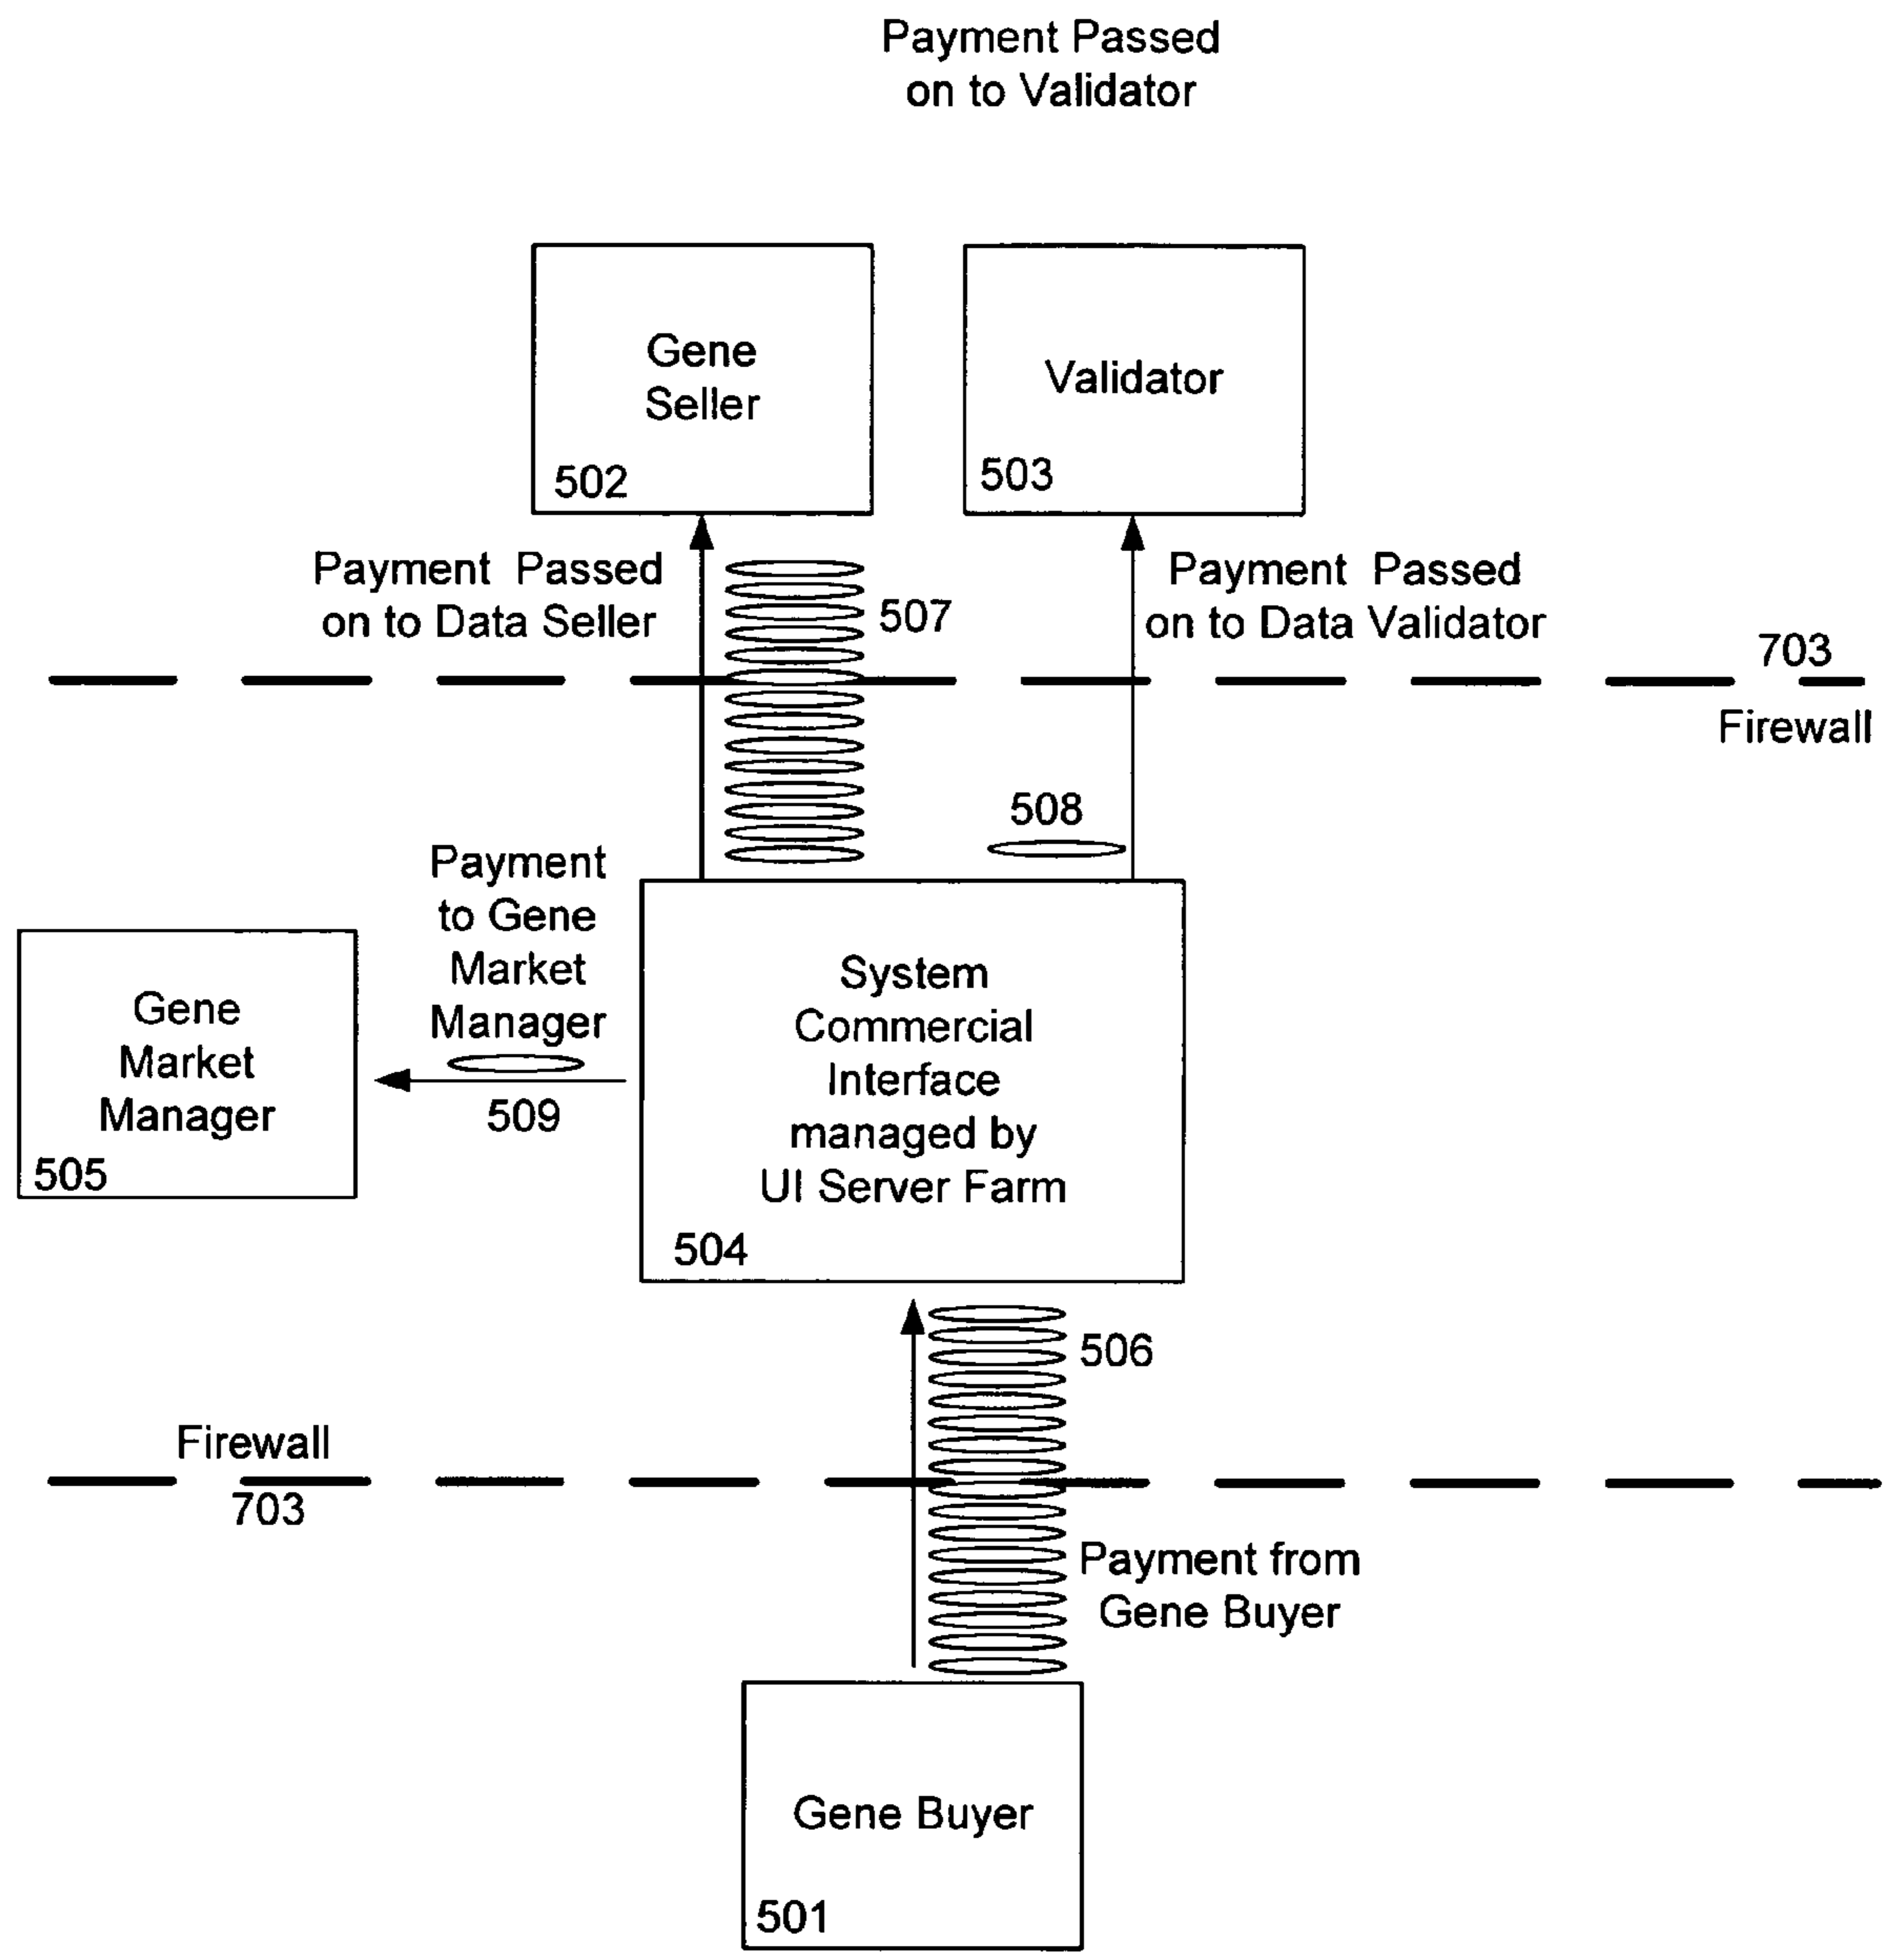 Payment Passed
on to Validator
Gene
Seller
502
Validator
503
Payment Passed
on to Data Seller
507
Payment Passed
on to Data Validator
703
Firewall
508
Payment
to Gene
Market
Manager
509
Gene
Market
Manager
505
System
Commercial
Interface
managed by
UI Server Farm
504
506
Firewall
703
Payment from
Gene Buyer
Gene Buyer
501